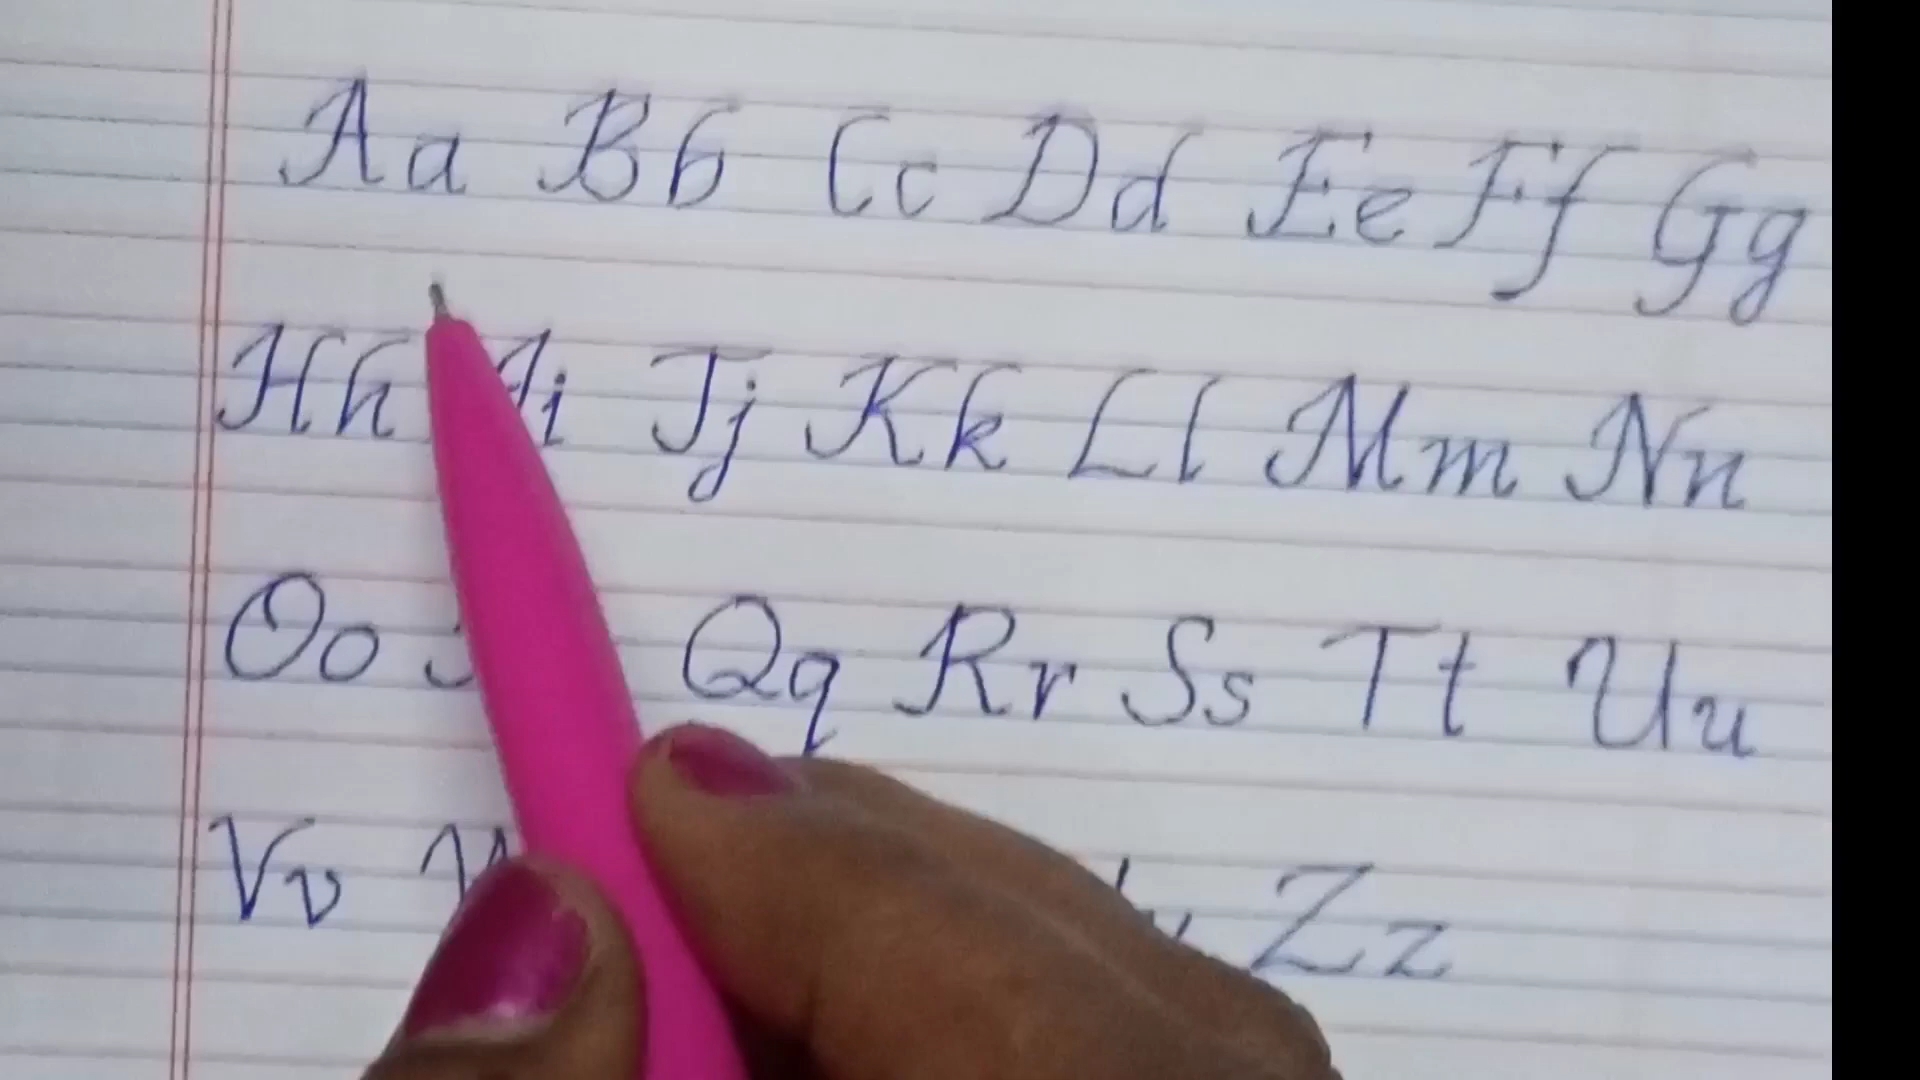 Aa Bb Cc Dd Ee Ff Gg
Hh Ii Jj Kk Ll Mm Nn
Oo Qq Rr Ss Tt Uu
Vv Zz